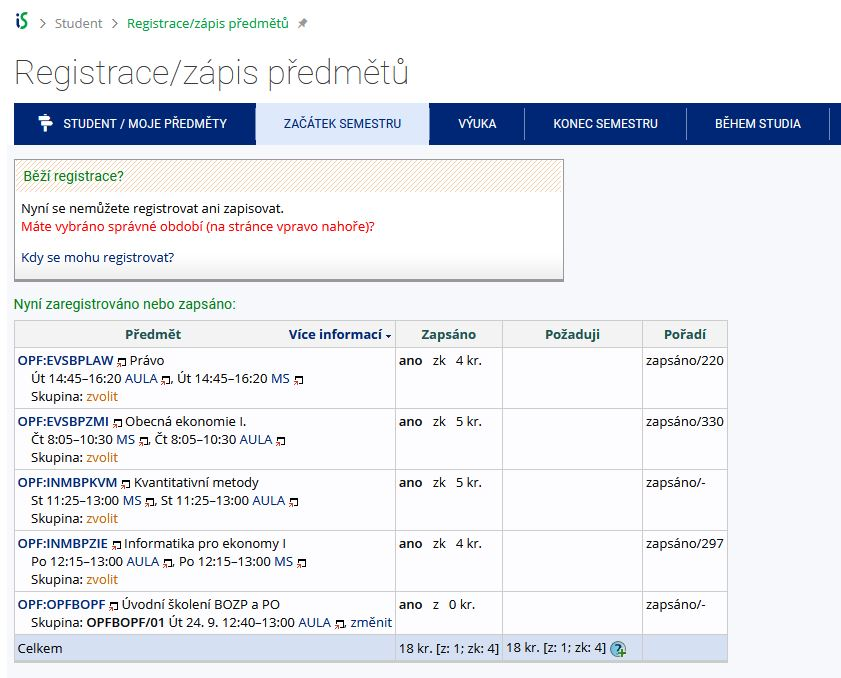 iS > Student > Registrace/zápis předmětů
Registrace/zápis předmětů
STUDENT / MOJE PŘEDMĚTY ZAČÁTEK SEMESTRU VÝUKA KONEC SEMESTRU BĚHEM STUDIA
Běží registrace?
Nyní se nemůžete registrovat ani zapisovat.
Máte vybráno správné období (na stránce vpravo nahoře)?
Kdy se mohu registrovat?
Nyní zaregistrováno nebo zapsáno:
Předmět Více informací Zapsáno Požaduji Pořadí
OPF:EVSBPLAW Právo ano zk 4 kr. zapsáno/220
Út 14:45–16:20 AULA , Út 14:45–16:20 MS
Skupina: zvolit
OPF:EVSBPZMI Obecná ekonomie I. ano zk 5 kr. zapsáno/330
Čt 8:05–10:30 MS , Čt 8:05–10:30 AULA
Skupina: zvolit
OPF:INMBPKVM Kvantitativní metody ano zk 5 kr. zapsáno/-
St 11:25–13:00 MS , St 11:25–13:00 AULA
Skupina: zvolit
OPF:INMBPZIE Informatika pro ekonomy I ano zk 4 kr. zapsáno/297
Po 12:15–13:00 AULA , Po 12:15–13:00 MS
Skupina: zvolit
OPF:OPFBOPF Úvodní školení BOZP a PO ano z 0 kr. zapsáno/-
Skupina: OPFBOPF/01 Út 24. 9. 12:40–13:00 AULA , změnit
Celkem 18 kr. [z: 1; zk: 4] 18 kr. [z: 1; zk: 4] ?